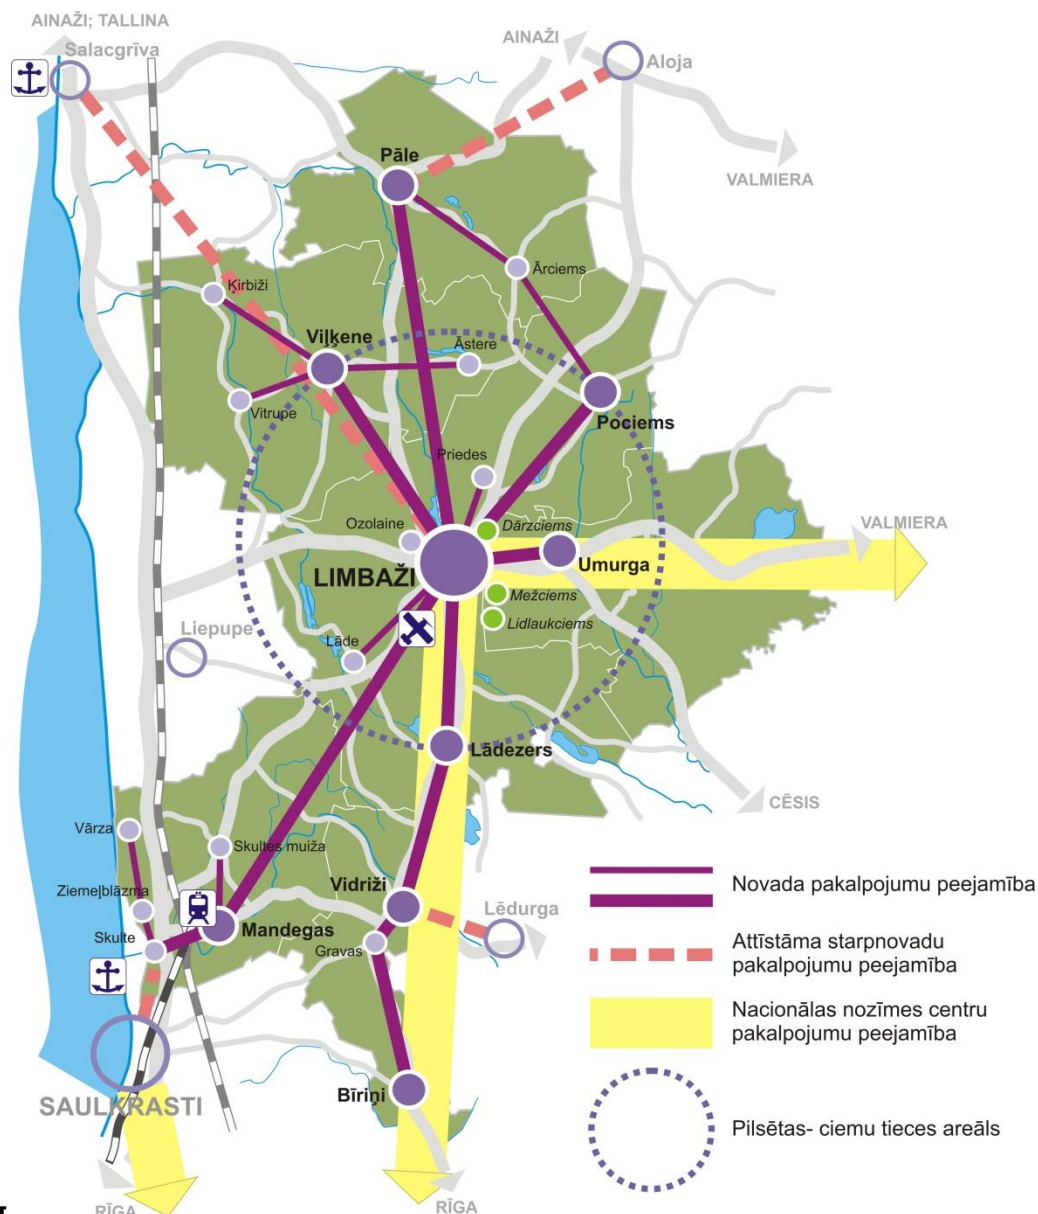 AINAŽI; TALLINA
Salacgrīva
AINAŽI
Aloja
VALMIERA
Pāle
Ārciems
Ķirbiži
Viļķene
Āstere
Vitrupe
Pociems
Priedes
Ozolaine
Dārzciems
VALMIERA
Umurga
LIMBAŽI
Mežciems
Lidlaukciems
Liepupe
Lāde
Lādezers
CĒSIS
Vārza
Skultes muiža
Ziemeļblāzma
Vidriži
Lēdurga
Mandegas
Skulte
Gravas
Bīriņi
SAULKRASTI
RĪGA
RĪGA
Novada pakalpojumu peejamība
Attīstāma starpnovadu
pakalpojumu peejamība
Nacionālas nozīmes centru
pakalpojumu peejamība
Pilsētas- ciemu tieces areāls